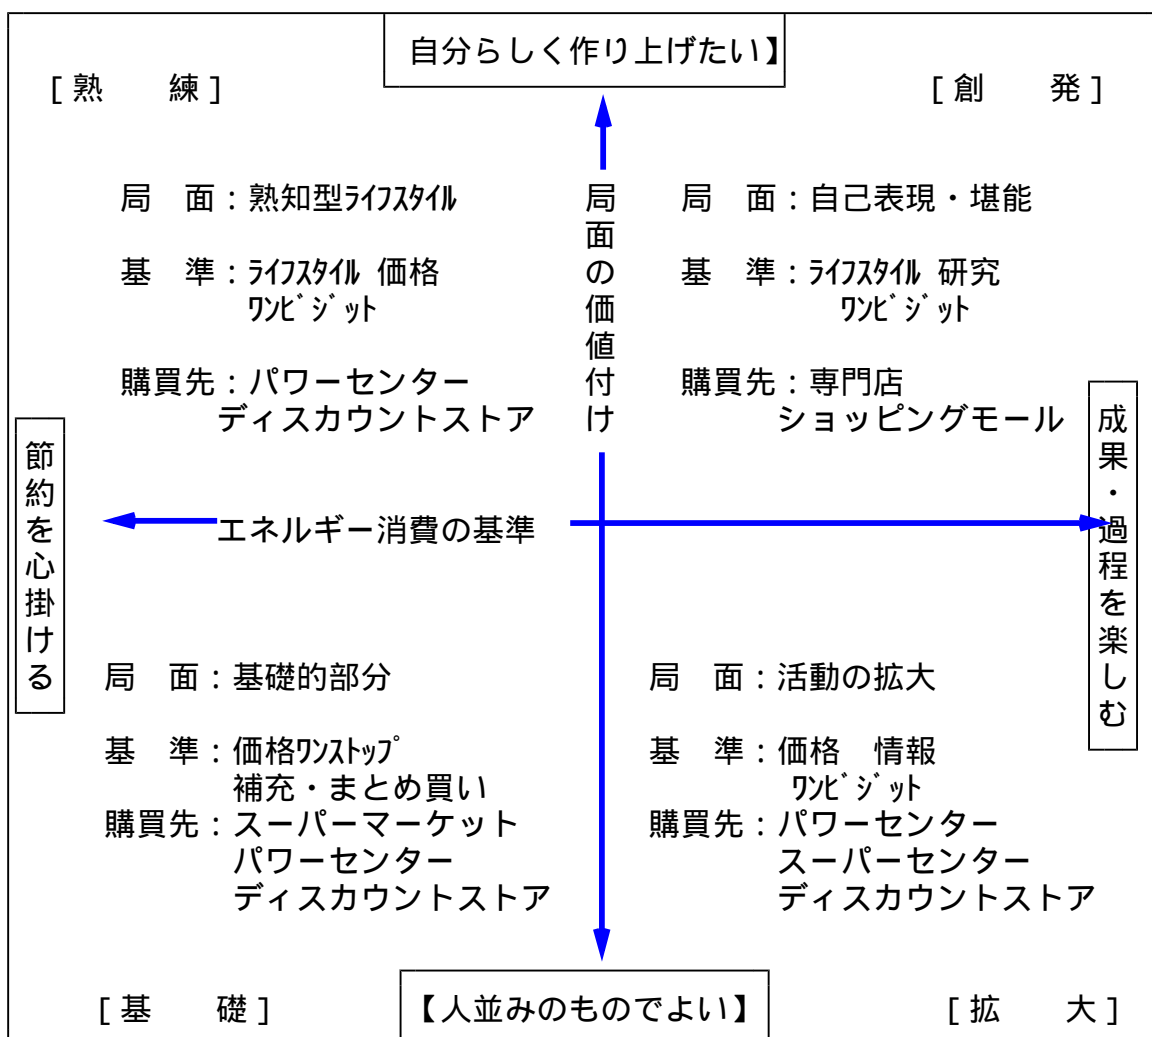 自分らしく作り上げたい】
[熟　練]
[創　発]
局　面：熟知型ﾗｲﾌｽﾀｲﾙ
基　準：ﾗｲﾌｽﾀｲﾙ 価格
ﾜﾝﾋﾞｼﾞｯﾄ
購買先：パワーセンター
ディスカウントストア
局面の価値付け
局　面：自己表現・堪能
基　準：ﾗｲﾌｽﾀｲﾙ 研究
ﾜﾝﾋﾞｼﾞｯﾄ
購買先：専門店
ショッピングモール
節約を心掛ける
エネルギー消費の基準
成果・過程を楽しむ
局　面：基礎的部分
基　準：価格ﾜﾝｽﾄｯﾌﾟ
補充・まとめ買い
購買先：スーパーマーケット
パワーセンター
ディスカウントストア
局　面：活動の拡大
基　準：価格　情報
ﾜﾝﾋﾞｼﾞｯﾄ
購買先：パワーセンター
スーパーセンター
ディスカウントストア
[基　礎]
【人並みのものでよい】
[拡　大]